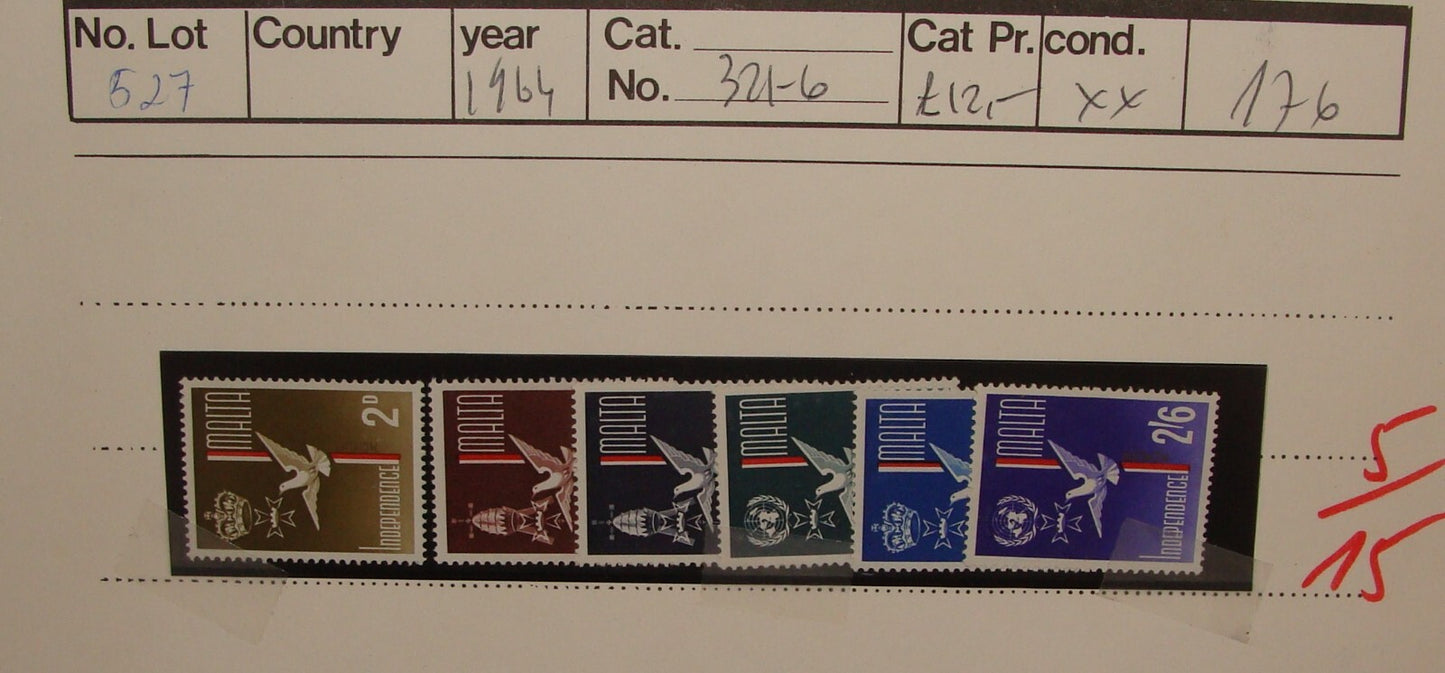 No. Lot Country year Cat. Cat Pr. cond.
527 1964 No. 321-6 £12,- xx 176
MALTA 2D INDEPENDENCE
MALTA
MALTA
MALTA
MALTA
MALTA 2/6 INDEPENDENCE
5/
15